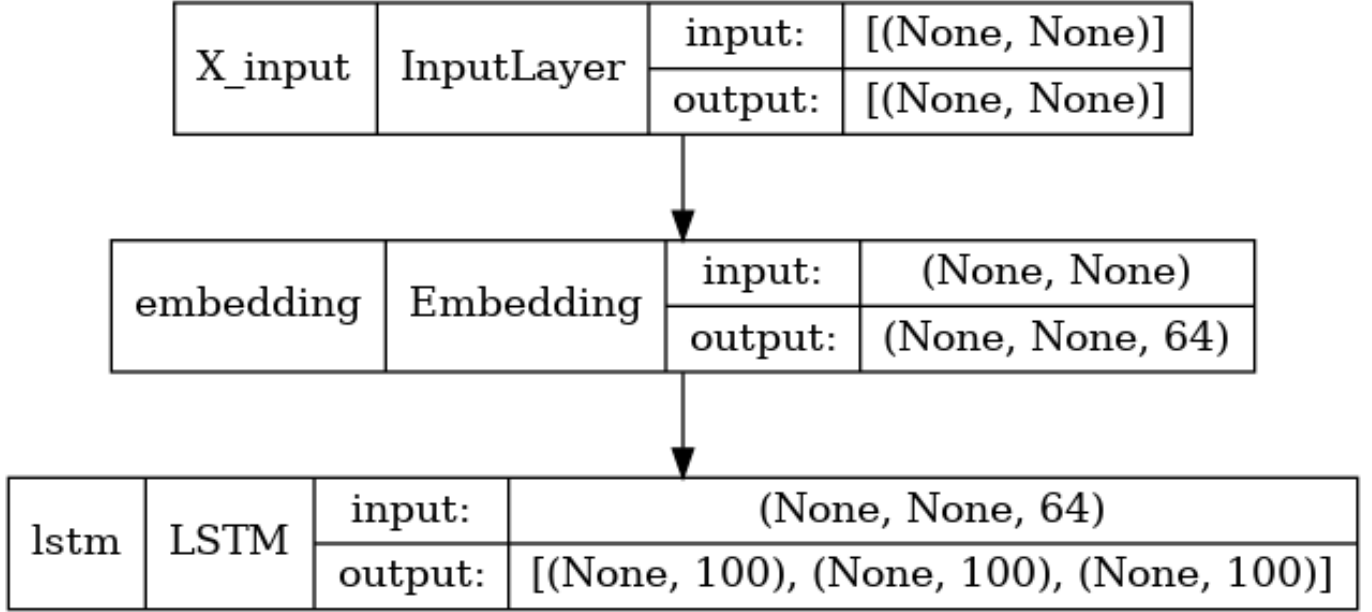 X_input InputLayer input: [(None, None)]
output: [(None, None)]
embedding Embedding input: (None, None)
output: (None, None, 64)
lstm LSTM input: (None, None, 64)
output: [(None, 100), (None, 100), (None, 100)]